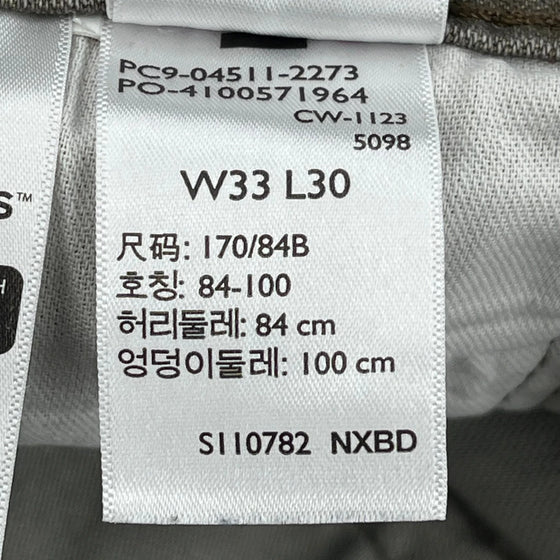 PC9-04511-2273
PO-4100571964
CW-1123
5098
W33 L30
尺码: 170/84B
호칭: 84-100
허리둘레: 84 cm
엉덩이둘레: 100 cm
S110782 NXBD